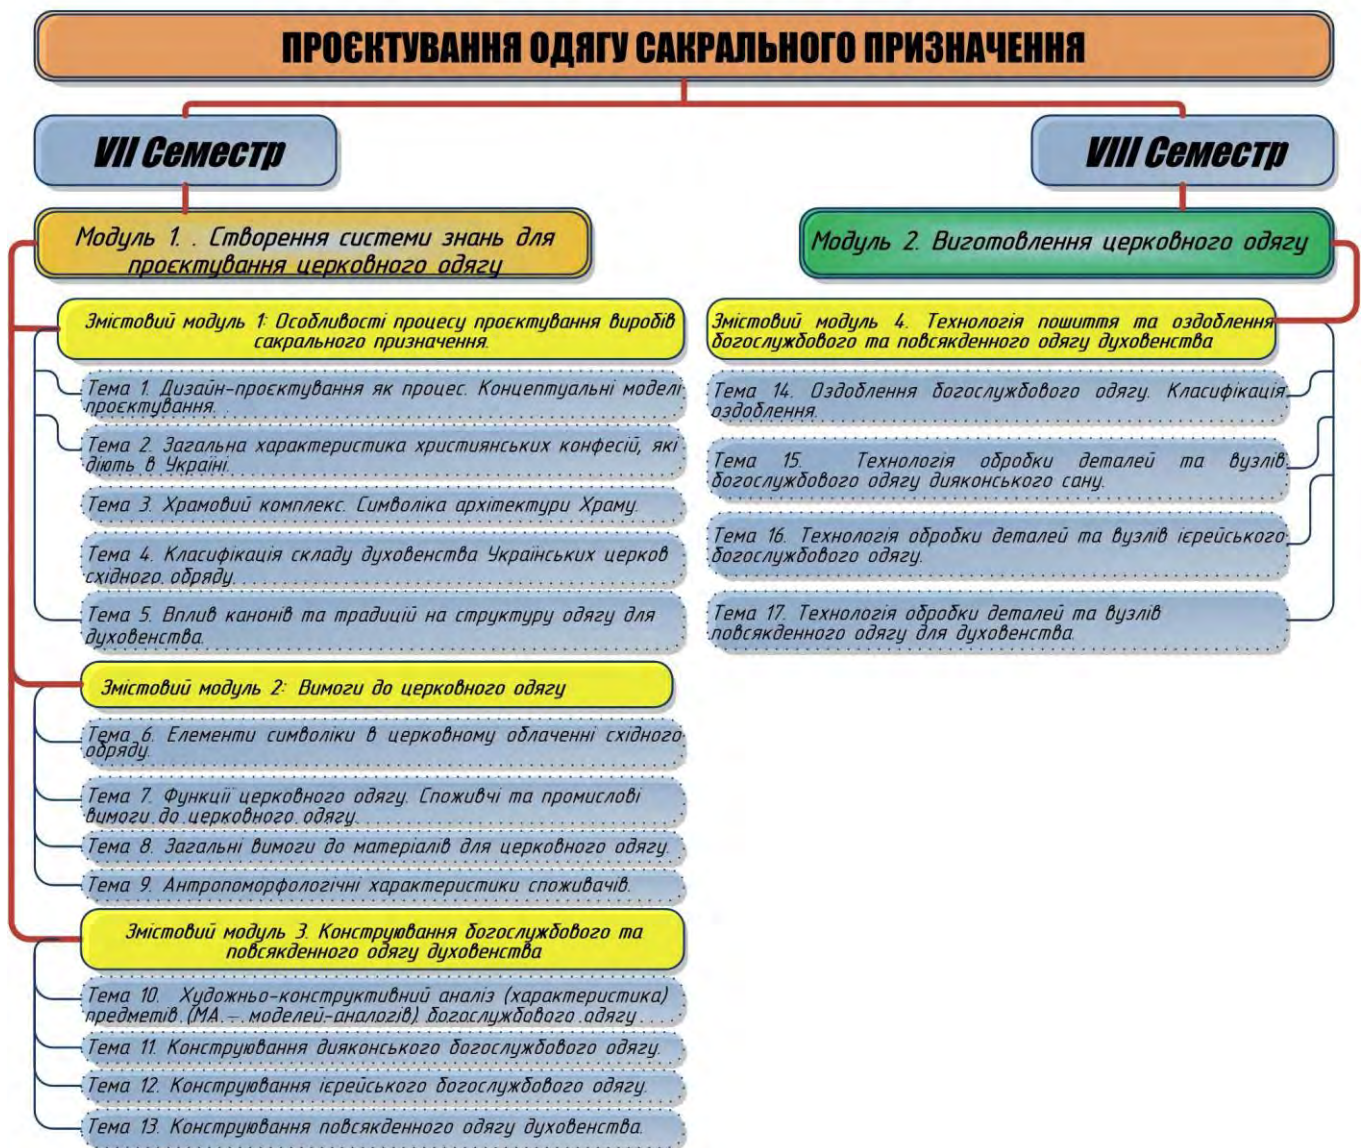 ПРОЄКТУВАННЯ ОДЯГУ САКРАЛЬНОГО ПРИЗНАЧЕННЯ
VII Семестр
Модуль 1. . Створення системи знань для
проєктування церковного одягу
Змістовий модуль 1: Особливості процесу проєктування виробів
сакрального призначення.
Тема 1. Дизайн-проєктування як процес. Концептуальні моделі
проєктування.
Тема 2. Загальна характеристика християнських конфесій, які
діють в Україні.
Тема 3. Храмовий комплекс. Символіка архітектури Храму.
Тема 4. Класифікація складу духовенства Українських церков
східного обряду.
Тема 5. Вплив канонів та традицій на структуру одягу для
духовенства.
Змістовий модуль 2: Вимоги до церковного одягу
Тема 6. Елементи символіки в церковному облаченні східного
обряду.
Тема 7. Функції церковного одягу. Споживчі та промислові
вимоги до церковного одягу.
Тема 8. Загальні вимоги до матеріалів для церковного одягу.
Тема 9. Антропоморфологічні характеристики споживачів.
Змістовий модуль 3. Конструювання богослужбового та
повсякденного одягу духовенства
Тема 10. Художньо-конструктивний аналіз (характеристика)
предметів (МА – моделей-аналогів) богослужбового одягу
Тема 11. Конструювання дияконського богослужбового одягу.
Тема 12. Конструювання ієрейського богослужбового одягу.
Тема 13. Конструювання повсякденного одягу духовенства.
VIII Семестр
Модуль 2. Виготовлення церковного одягу
Змістовий модуль 4. Технологія пошиття та оздоблення
богослужбового та повсякденного одягу духовенства
Тема 14. Оздоблення богослужбового одягу. Класифікація
оздоблення.
Тема 15. Технологія обробки деталей та вузлів
богослужбового одягу дияконського сану.
Тема 16. Технологія обробки деталей та вузлів ієрейського
богослужбового одягу.
Тема 17. Технологія обробки деталей та вузлів
повсякденного одягу для духовенства.